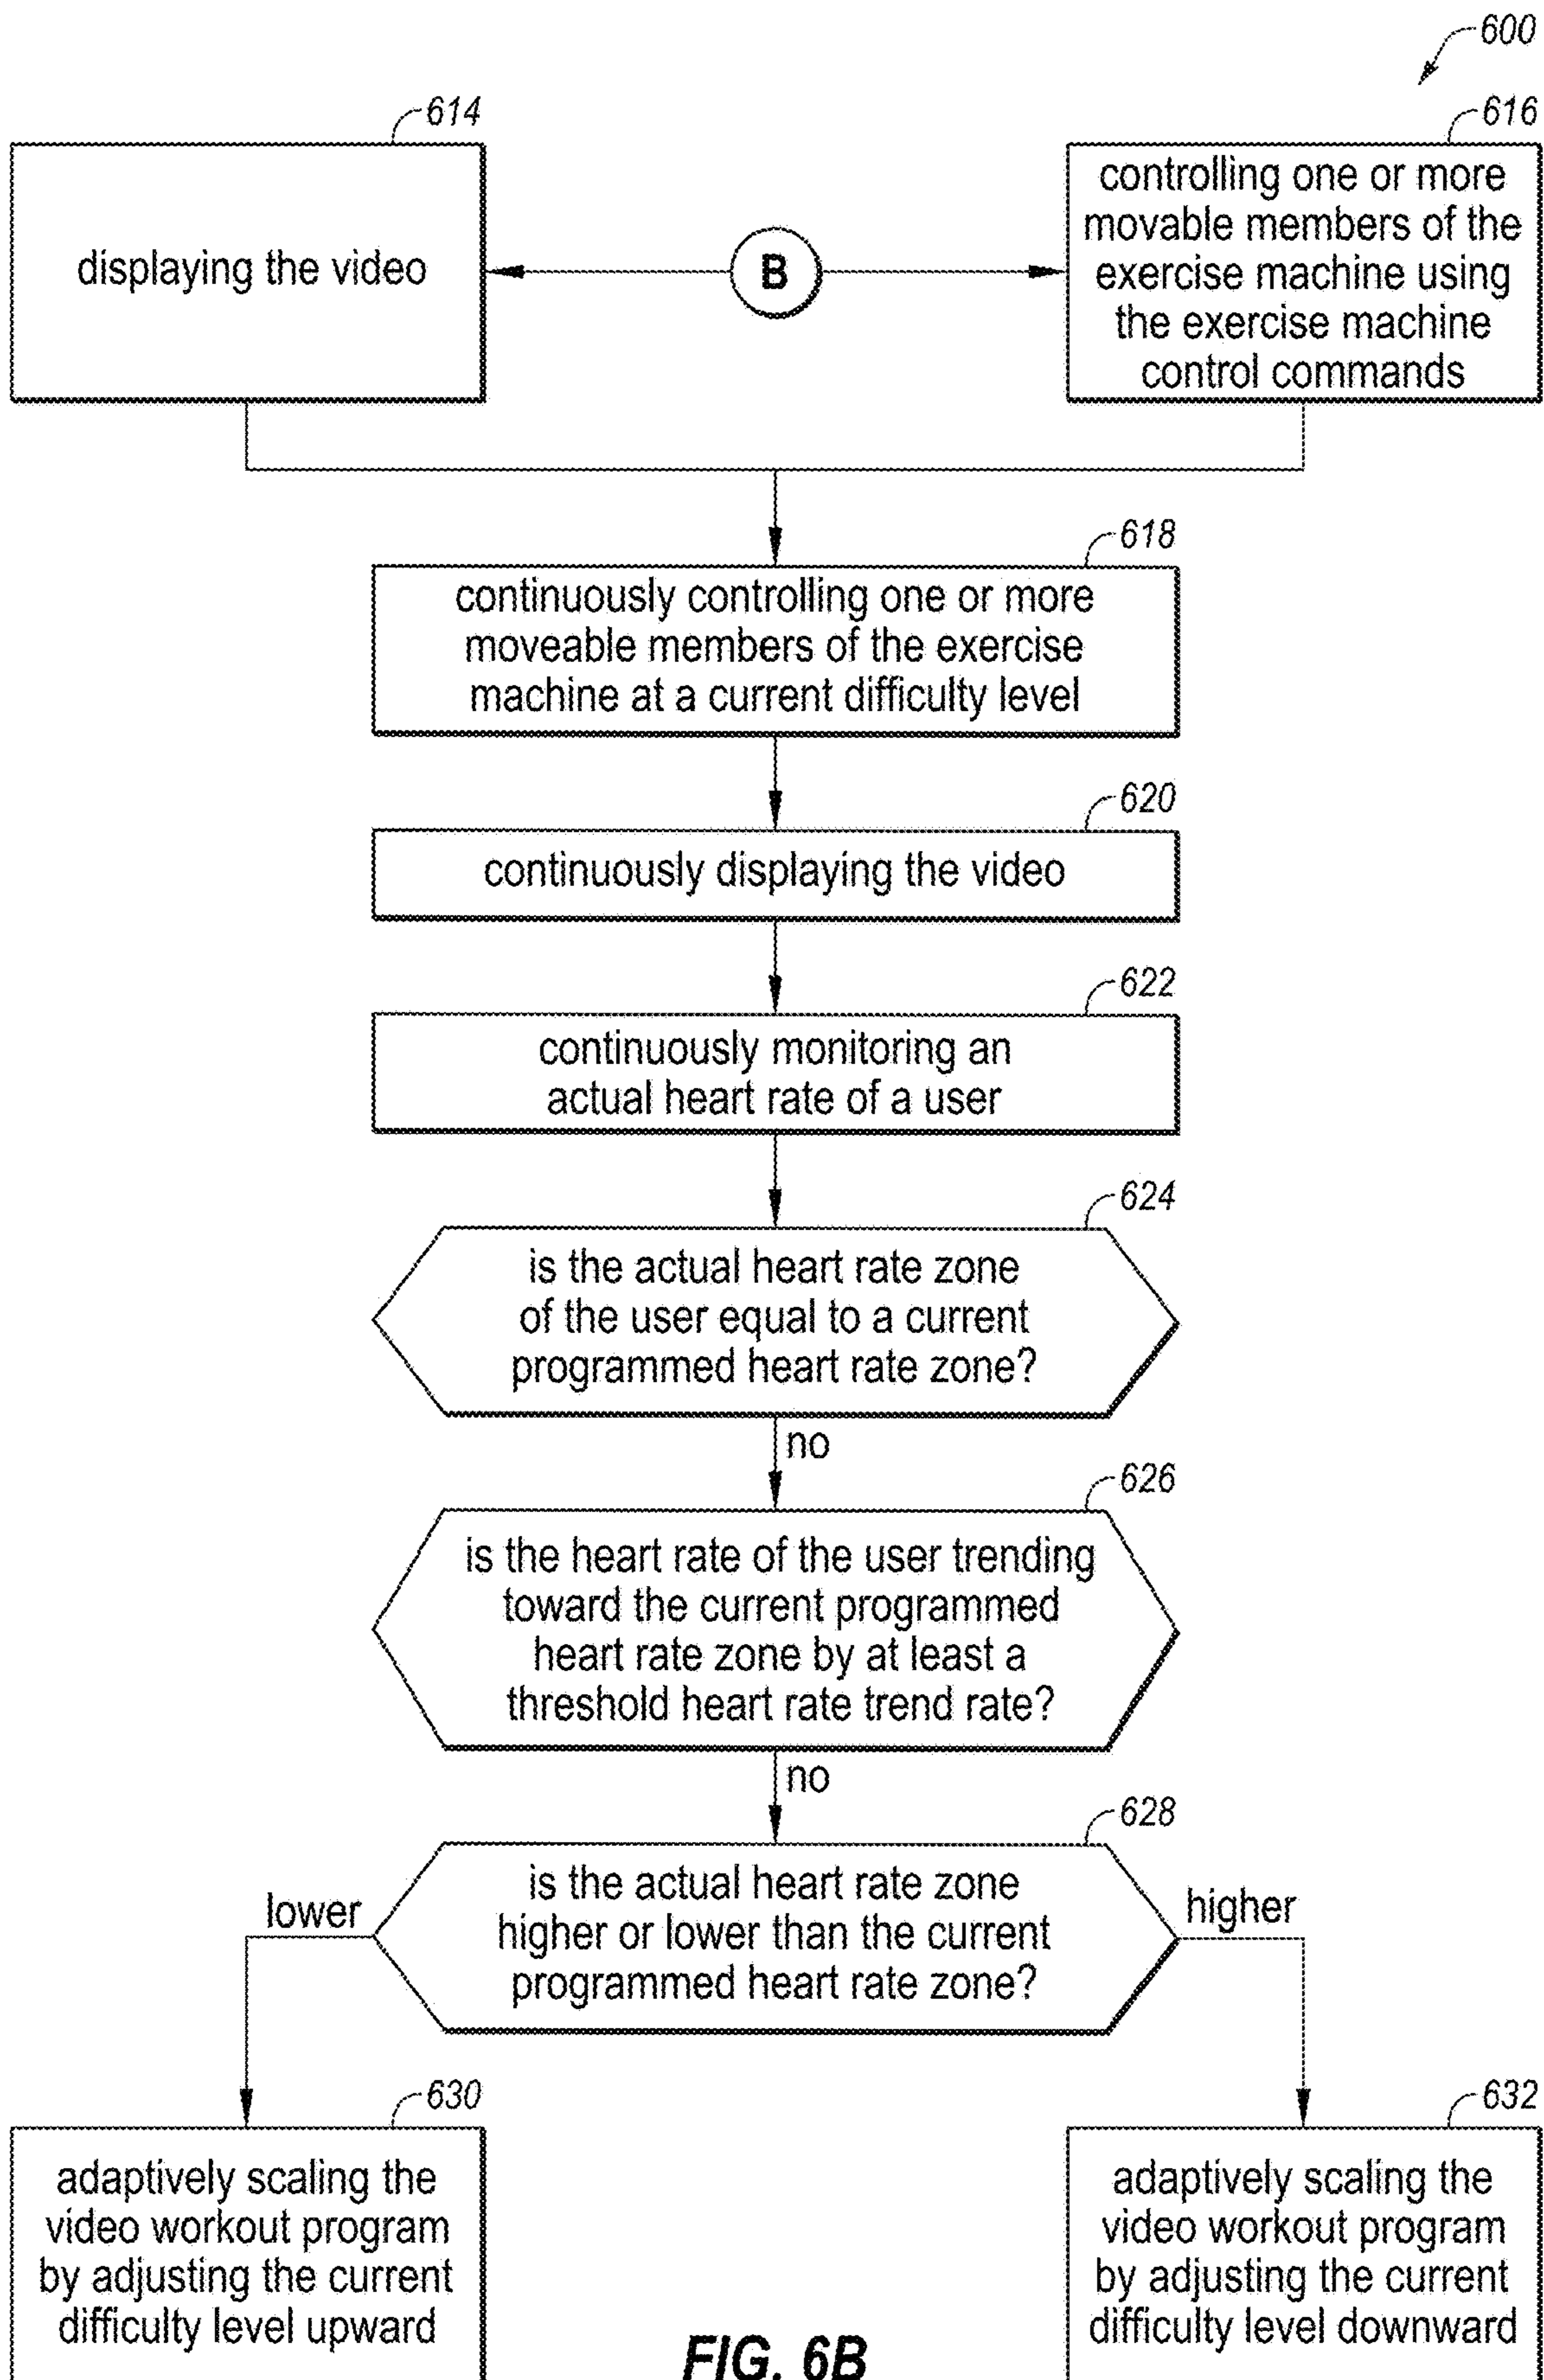 600
614
616
displaying the video
B
controlling one or more
movable members of the
exercise machine using
the exercise machine
control commands
618
continuously controlling one or more
moveable members of the exercise
machine at a current difficulty level
620
continuously displaying the video
622
continuously monitoring an
actual heart rate of a user
624
is the actual heart rate zone
of the user equal to a current
programmed heart rate zone?
no
626
is the heart rate of the user trending
toward the current programmed
heart rate zone by at least a
threshold heart rate trend rate?
no
628
is the actual heart rate zone
higher or lower than the current
programmed heart rate zone?
lower
higher
630
adaptively scaling the
video workout program
by adjusting the current
difficulty level upward
632
adaptively scaling the
video workout program
by adjusting the current
difficulty level downward
FIG. 6B